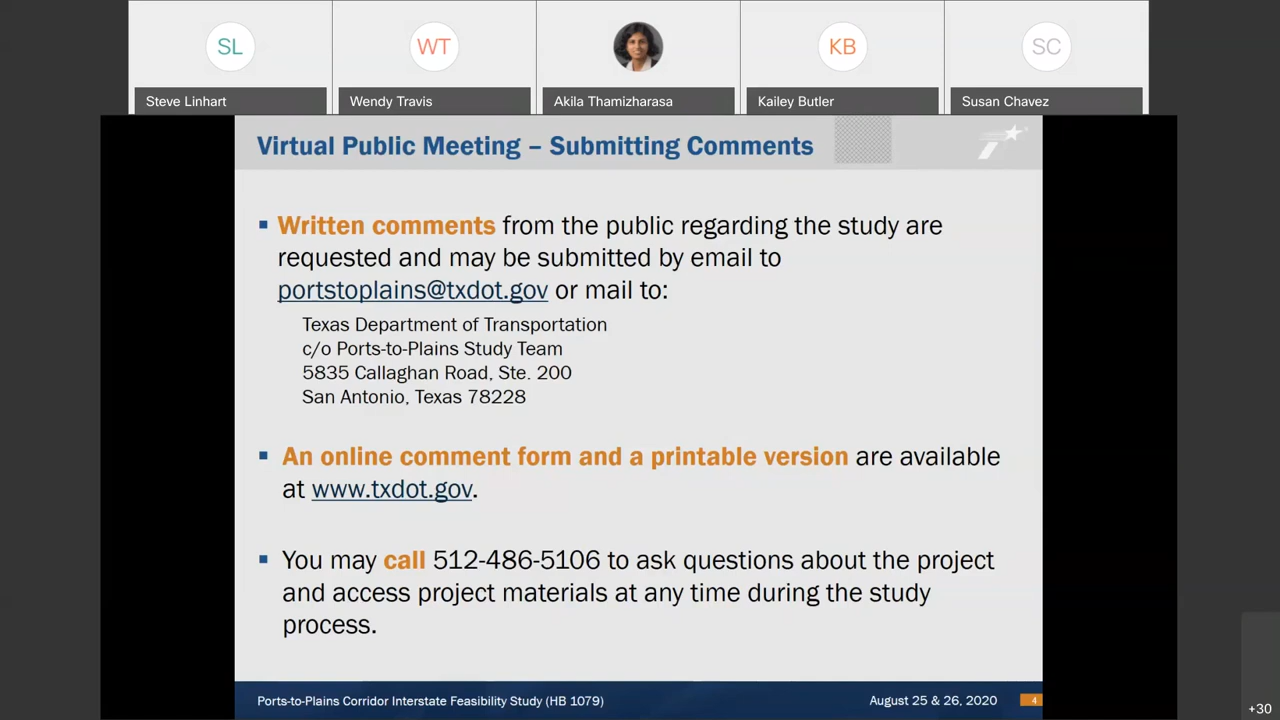 SL
WT
KB
SC
Steve Linhart
Wendy Travis
Akila Thamizharasa
Kailey Butler
Susan Chavez
Virtual Public Meeting – Submitting Comments
Written comments from the public regarding the study are
requested and may be submitted by email to
portstoplains@txdot.gov or mail to:
Texas Department of Transportation
c/o Ports-to-Plains Study Team
5835 Callaghan Road, Ste. 200
San Antonio, Texas 78228
An online comment form and a printable version are available
at www.txdot.gov.
You may call 512-486-5106 to ask questions about the project
and access project materials at any time during the study
process.
Ports-to-Plains Corridor Interstate Feasibility Study (HB 1079)
August 25 & 26, 2020
4
+30